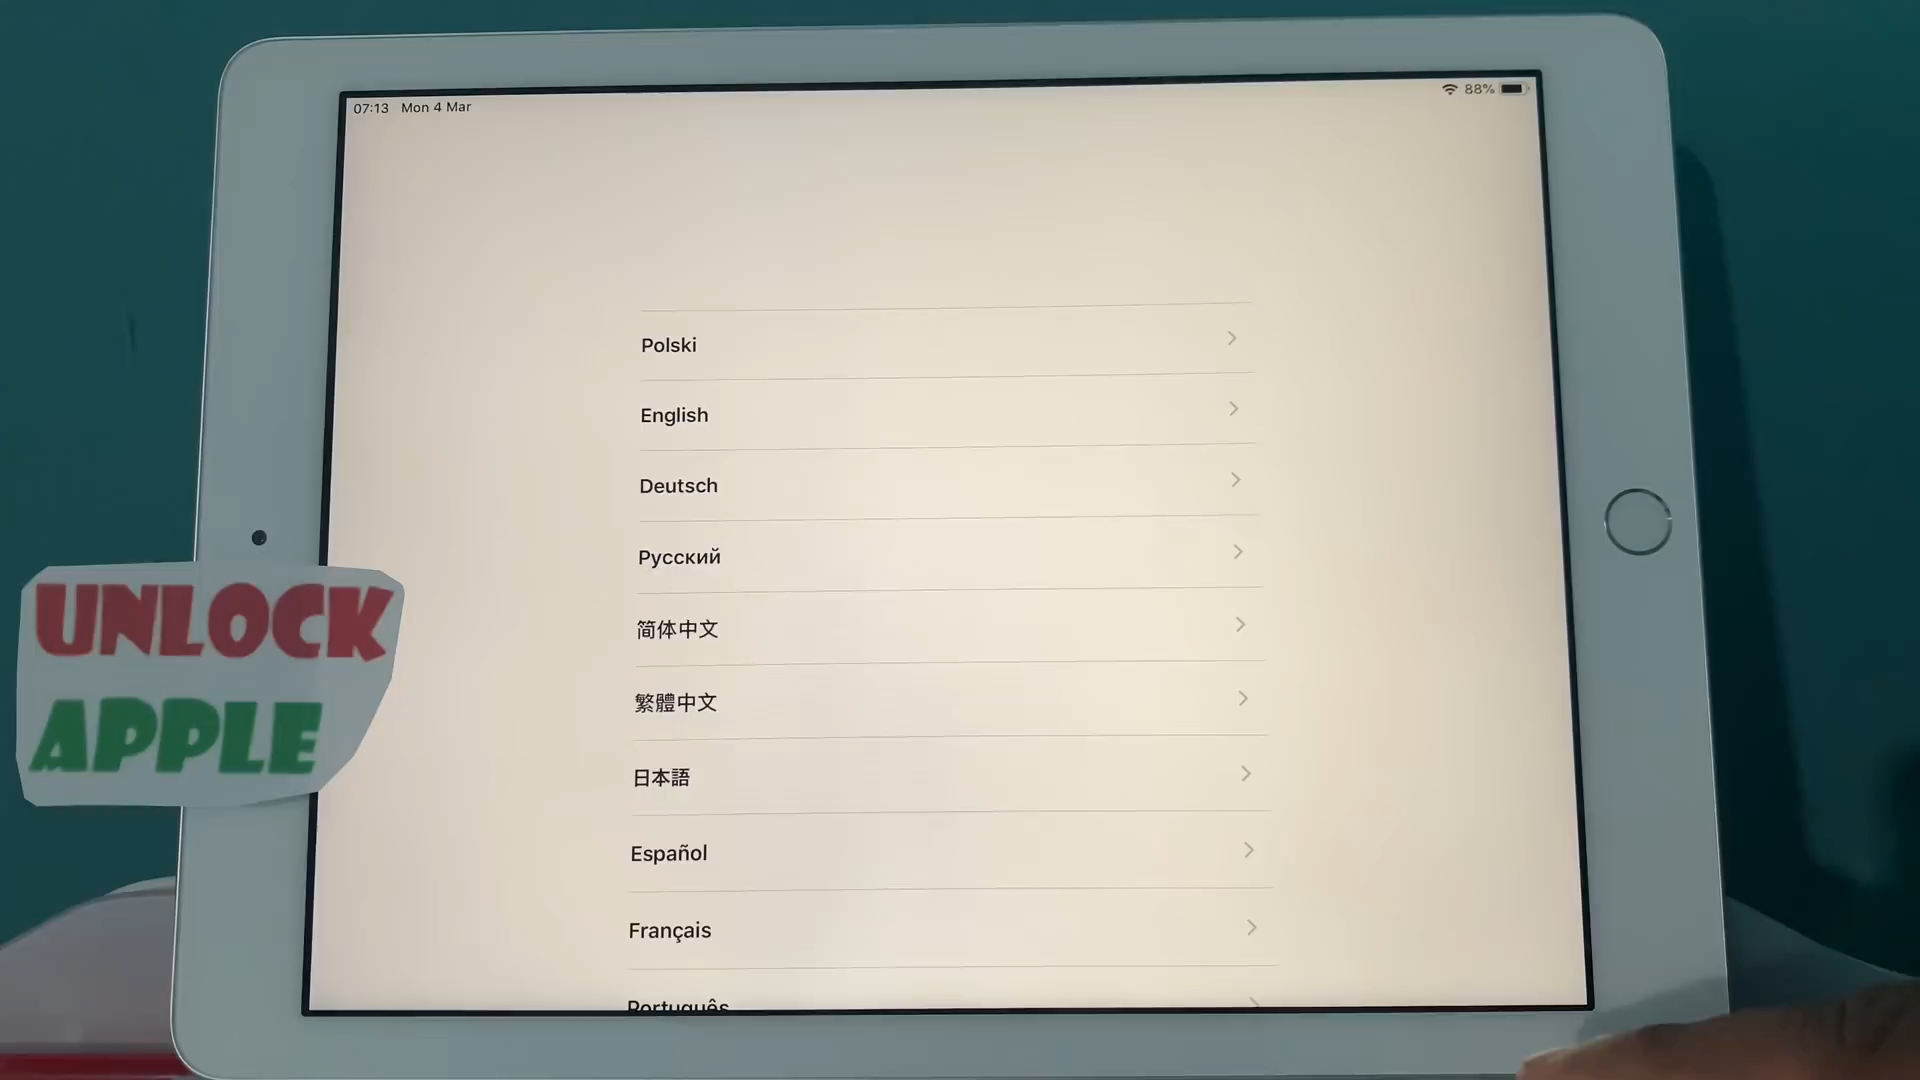 07:13 Mon 4 Mar
88%
Polski
English
Deutsch
Русский
简体中文
繁體中文
日本語
Español
Français
Português
UNLOCK
APPLE